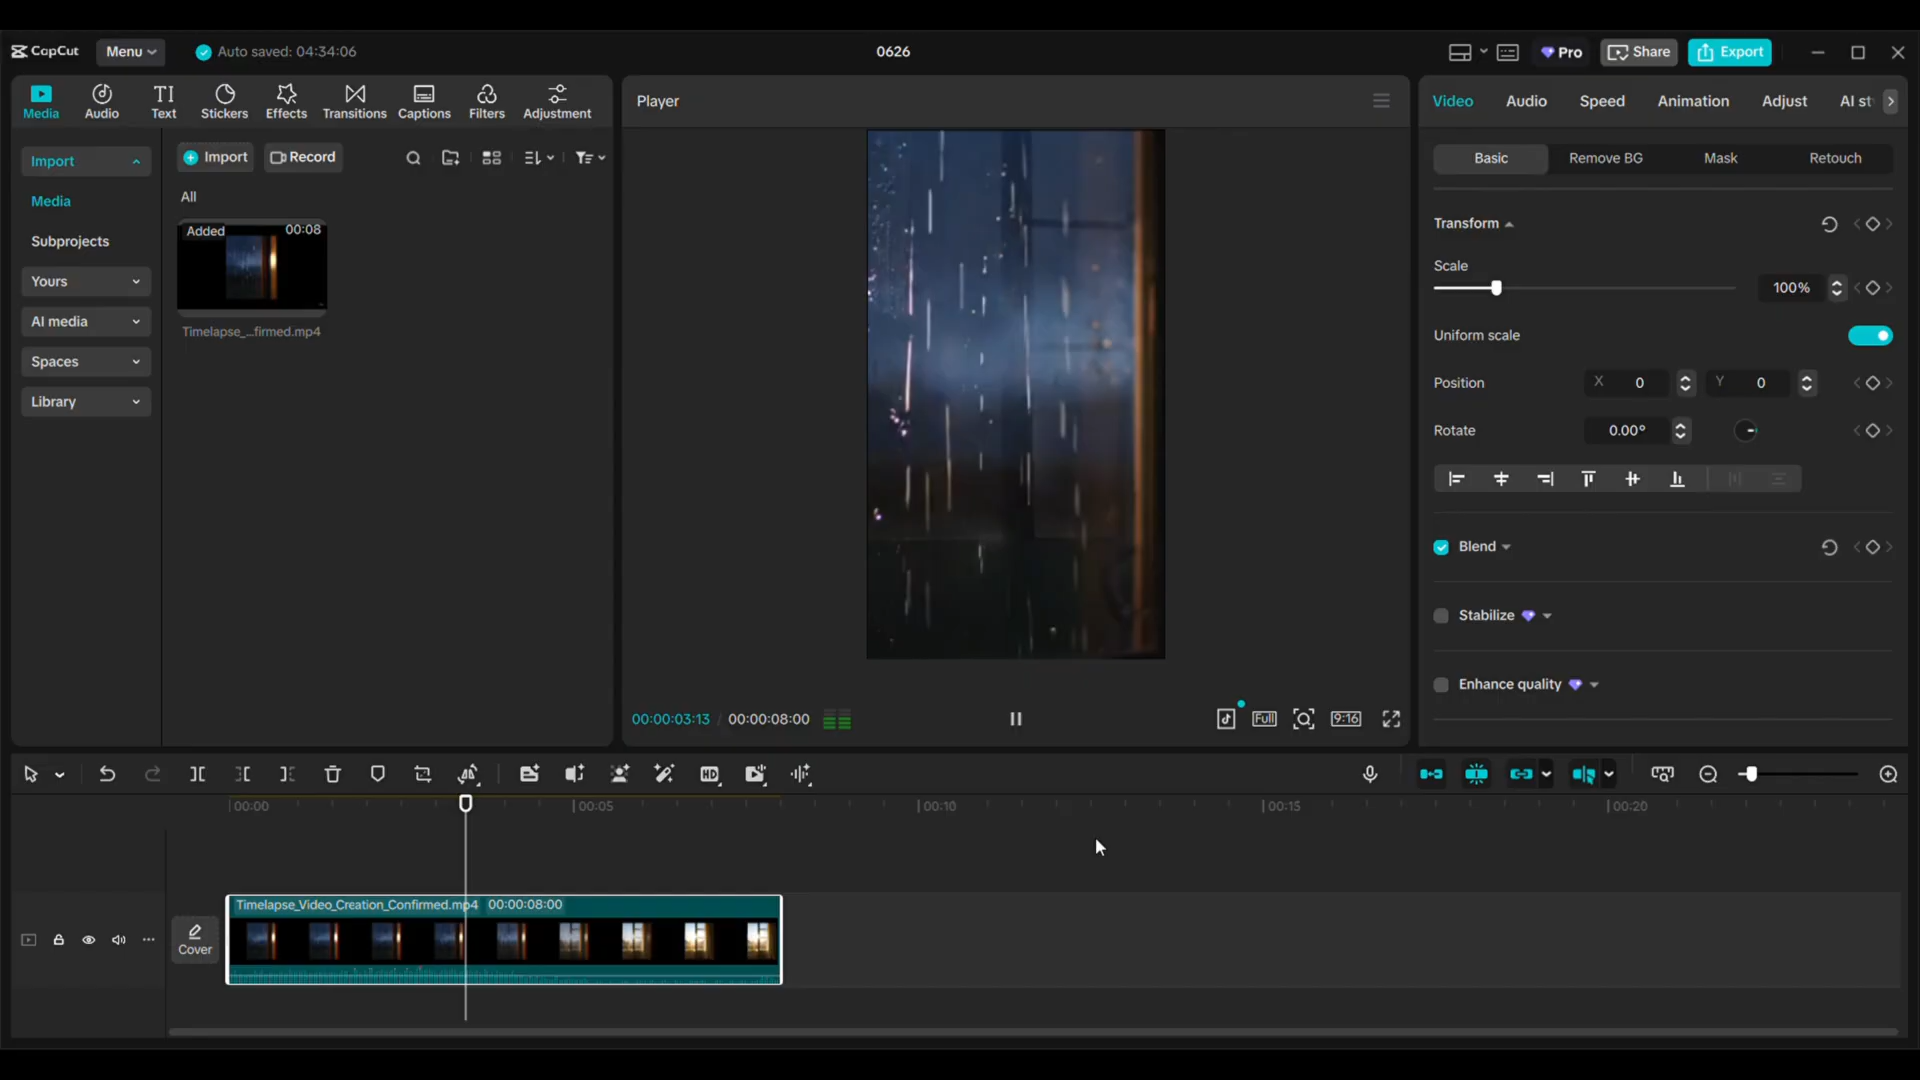 CapCut Menu Auto saved: 04:34:06 0626 Pro Share Export
Media Audio Text Stickers Effects Transitions Captions Filters Adjustment
Import
Media
Subprojects
Yours
AI media
Spaces
Library
Import Record
All
Added 00:08
Timelapse_...firmed.mp4
Player
00:00:03:13 / 00:00:08:00 Full 9:16
Video Audio Speed Animation Adjust AI st
Basic Remove BG Mask Retouch
Transform
Scale
100%
Uniform scale
Position X 0 Y 0
Rotate 0.00°
Blend
Stabilize
Enhance quality
HD
00:00 00:05 00:10 00:15 00:20
Timelapse_Video_Creation_Confirmed.mp4 00:00:08:00
Cover